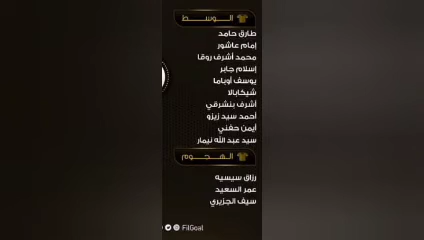 الوسط
طارق حامد
إمام عاشور
محمد أشرف روقا
إسلام جابر
يوسف أوباما
شيكابالا
أشرف بنشرقي
أحمد سيد زيزو
أيمن حفني
سيد عبد الله نيمار
الهجوم
رزاق سيسيه
عمر السعيد
سيف الجزيري
FilGoal